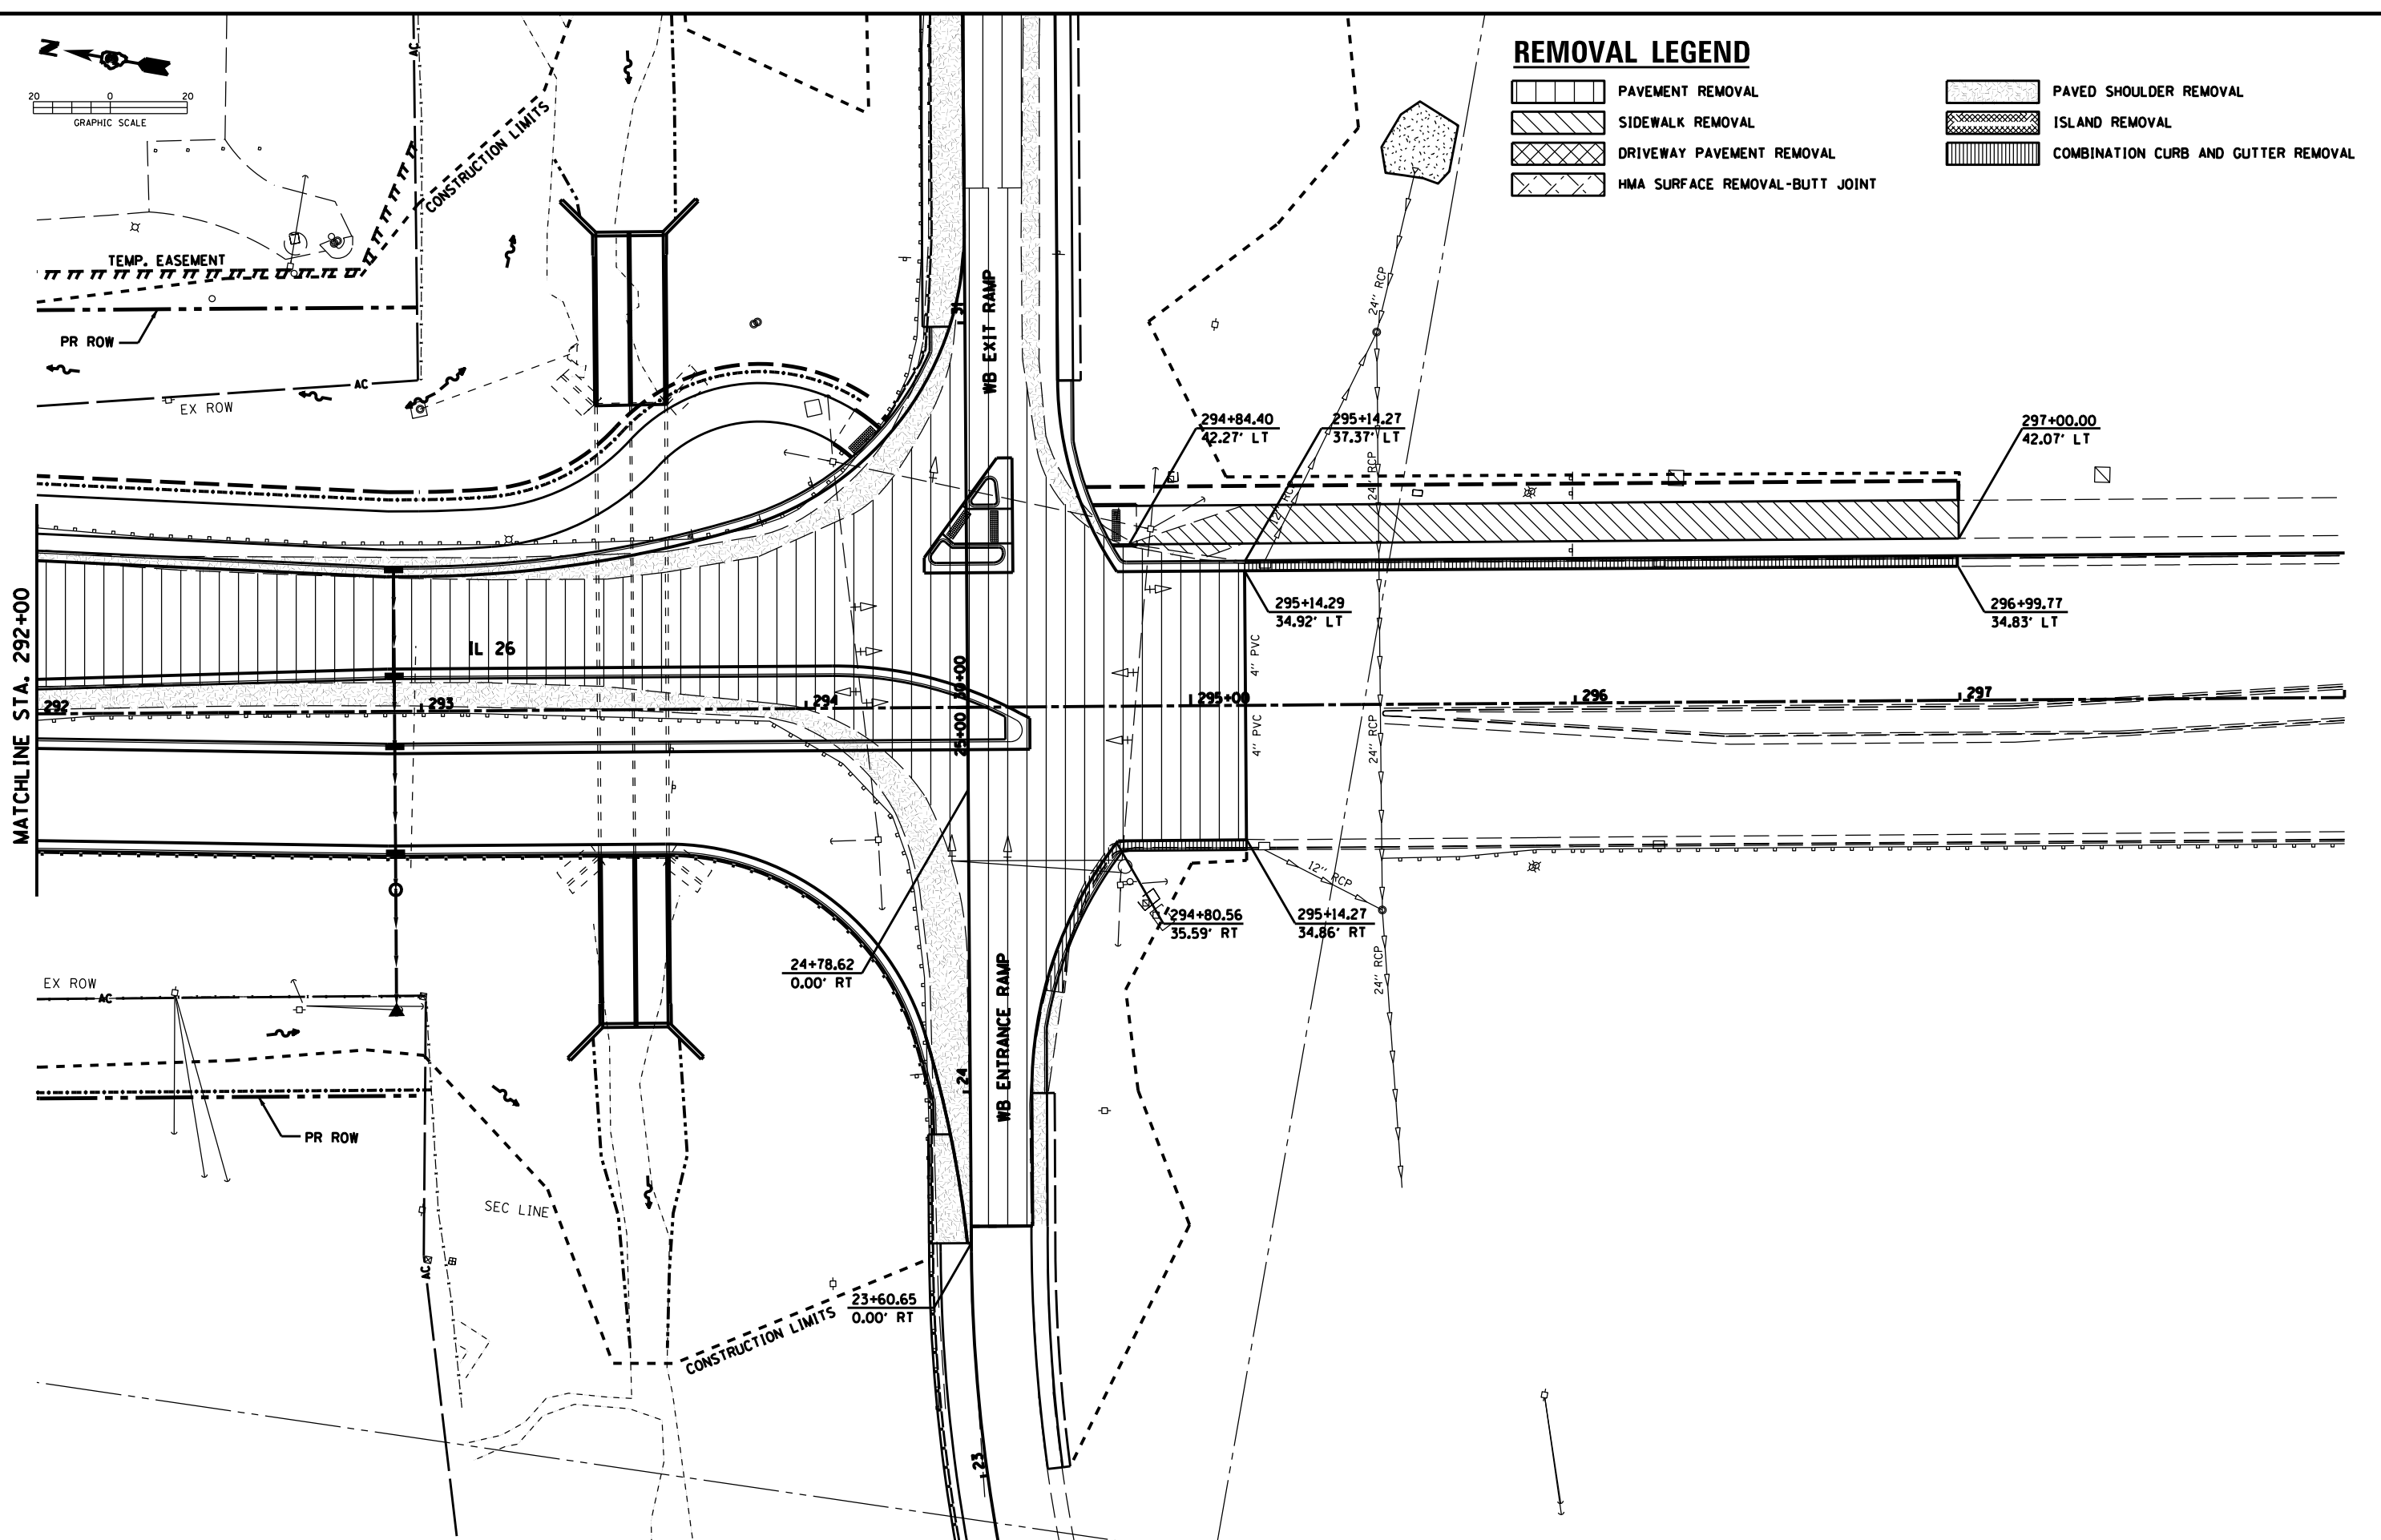 N
20 0 20
GRAPHIC SCALE
REMOVAL LEGEND
PAVEMENT REMOVAL
SIDEWALK REMOVAL
DRIVEWAY PAVEMENT REMOVAL
HMA SURFACE REMOVAL-BUTT JOINT
PAVED SHOULDER REMOVAL
ISLAND REMOVAL
COMBINATION CURB AND GUTTER REMOVAL
AC
CONSTRUCTION LIMITS
TEMP. EASEMENT
PR ROW
AC
EX ROW
31
WB EXIT RAMP
24" RCP
294+84.40
42.27' LT
295+14.27
37.37' LT
297+00.00
42.07' LT
24" RCP
12" RCP
295+14.29
34.92' LT
296+99.77
34.83' LT
MATCHLINE STA. 292+00
IL 26
4" PVC
30+00
292
293
294
295+00
296
297
25+00
4" PVC
24" RCP
12" RCP
294+80.56
35.59' RT
295+14.27
34.86' RT
24+78.62
0.00' RT
24" RCP
EX ROW
AC
WB ENTRANCE RAMP
24
PR ROW
SEC LINE
AC
23+60.65
0.00' RT
CONSTRUCTION LIMITS
23